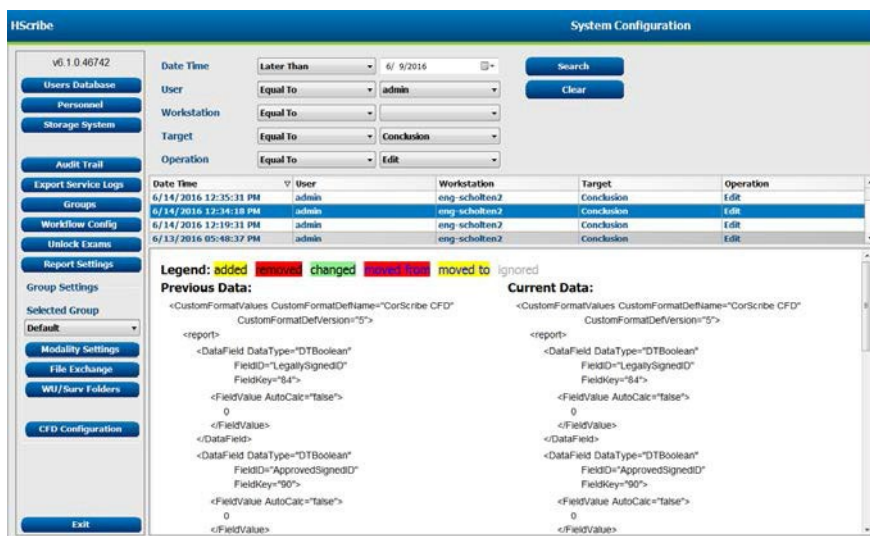 HScribe System Configuration
v6.1.0.46742
Users Database
Personnel
Storage System
Audit Trail
Export Service Logs
Groups
Workflow Config
Unlock Exams
Report Settings
Group Settings
Selected Group
Default
Modality Settings
File Exchange
WU/Surv Folders
CFD Configuration
Exit
Date Time Later Than 6/ 9/2016 Search
User Equal To admin Clear
Workstation Equal To
Target Equal To Conclusion
Operation Equal To Edit
Date Time User Workstation Target Operation
6/14/2016 12:35:31 PM admin eng-scholten2 Conclusion Edit
6/14/2016 12:34:18 PM admin eng-scholten2 Conclusion Edit
6/14/2016 12:19:31 PM admin eng-scholten2 Conclusion Edit
6/13/2016 05:48:37 PM admin eng-scholten2 Conclusion Edit
Legend: added removed changed moved from moved to ignored
Previous Data:
<CustomFormatValues CustomFormatDefName="CorScribe CFD"
CustomFormatDefVersion="5">
<report>
<DataField DataType="DTBoolean"
FieldID="LegallySignedID"
FieldKey="84">
<FieldValue AutoCalc="false">
0
</FieldValue>
</DataField>
<DataField DataType="DTBoolean"
FieldID="ApprovedSignedID"
FieldKey="90">
<FieldValue AutoCalc="false">
0
</FieldValue>
Current Data:
<CustomFormatValues CustomFormatDefName="CorScribe CFD"
CustomFormatDefVersion="5">
<report>
<DataField DataType="DTBoolean"
FieldID="LegallySignedID"
FieldKey="84">
<FieldValue AutoCalc="false">
0
</FieldValue>
</DataField>
<DataField DataType="DTBoolean"
FieldID="ApprovedSignedID"
FieldKey="90">
<FieldValue AutoCalc="false">
0
</FieldValue>